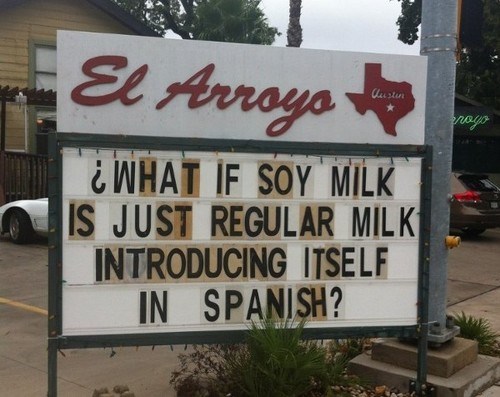 El Arroyo
Austin
¿WHAT IF SOY MILK
IS JUST REGULAR MILK
INTRODUCING ITSELF
IN SPANISH?